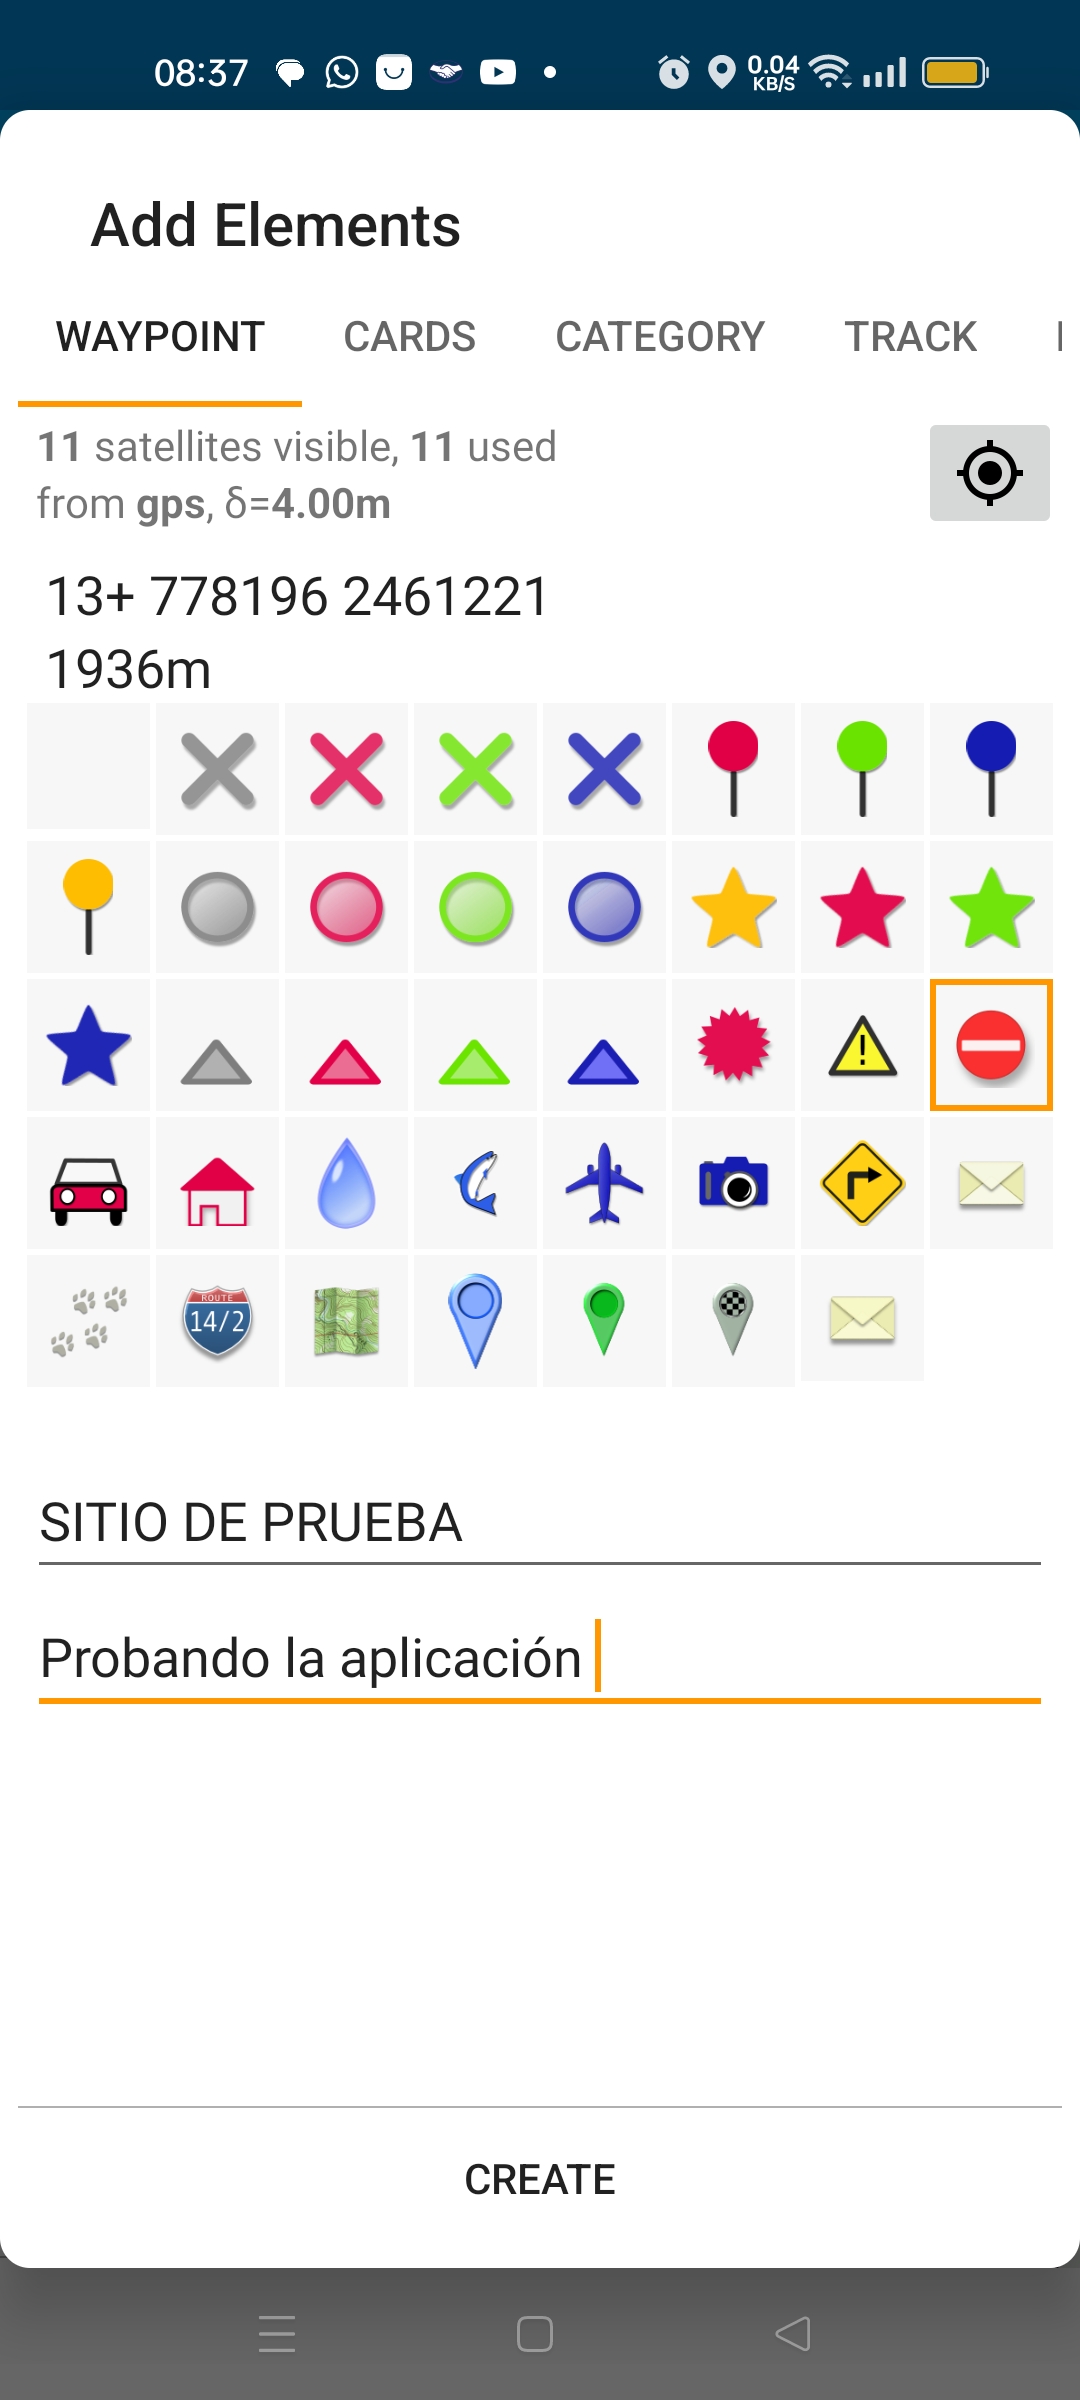 08:37
0.04
KB/S
Add Elements
WAYPOINT CARDS CATEGORY TRACK
11 satellites visible, 11 used
from gps, δ=4.00m
13+ 778196 2461221
1936m
ROUTE
14/2
SITIO DE PRUEBA
Probando la aplicación
CREATE